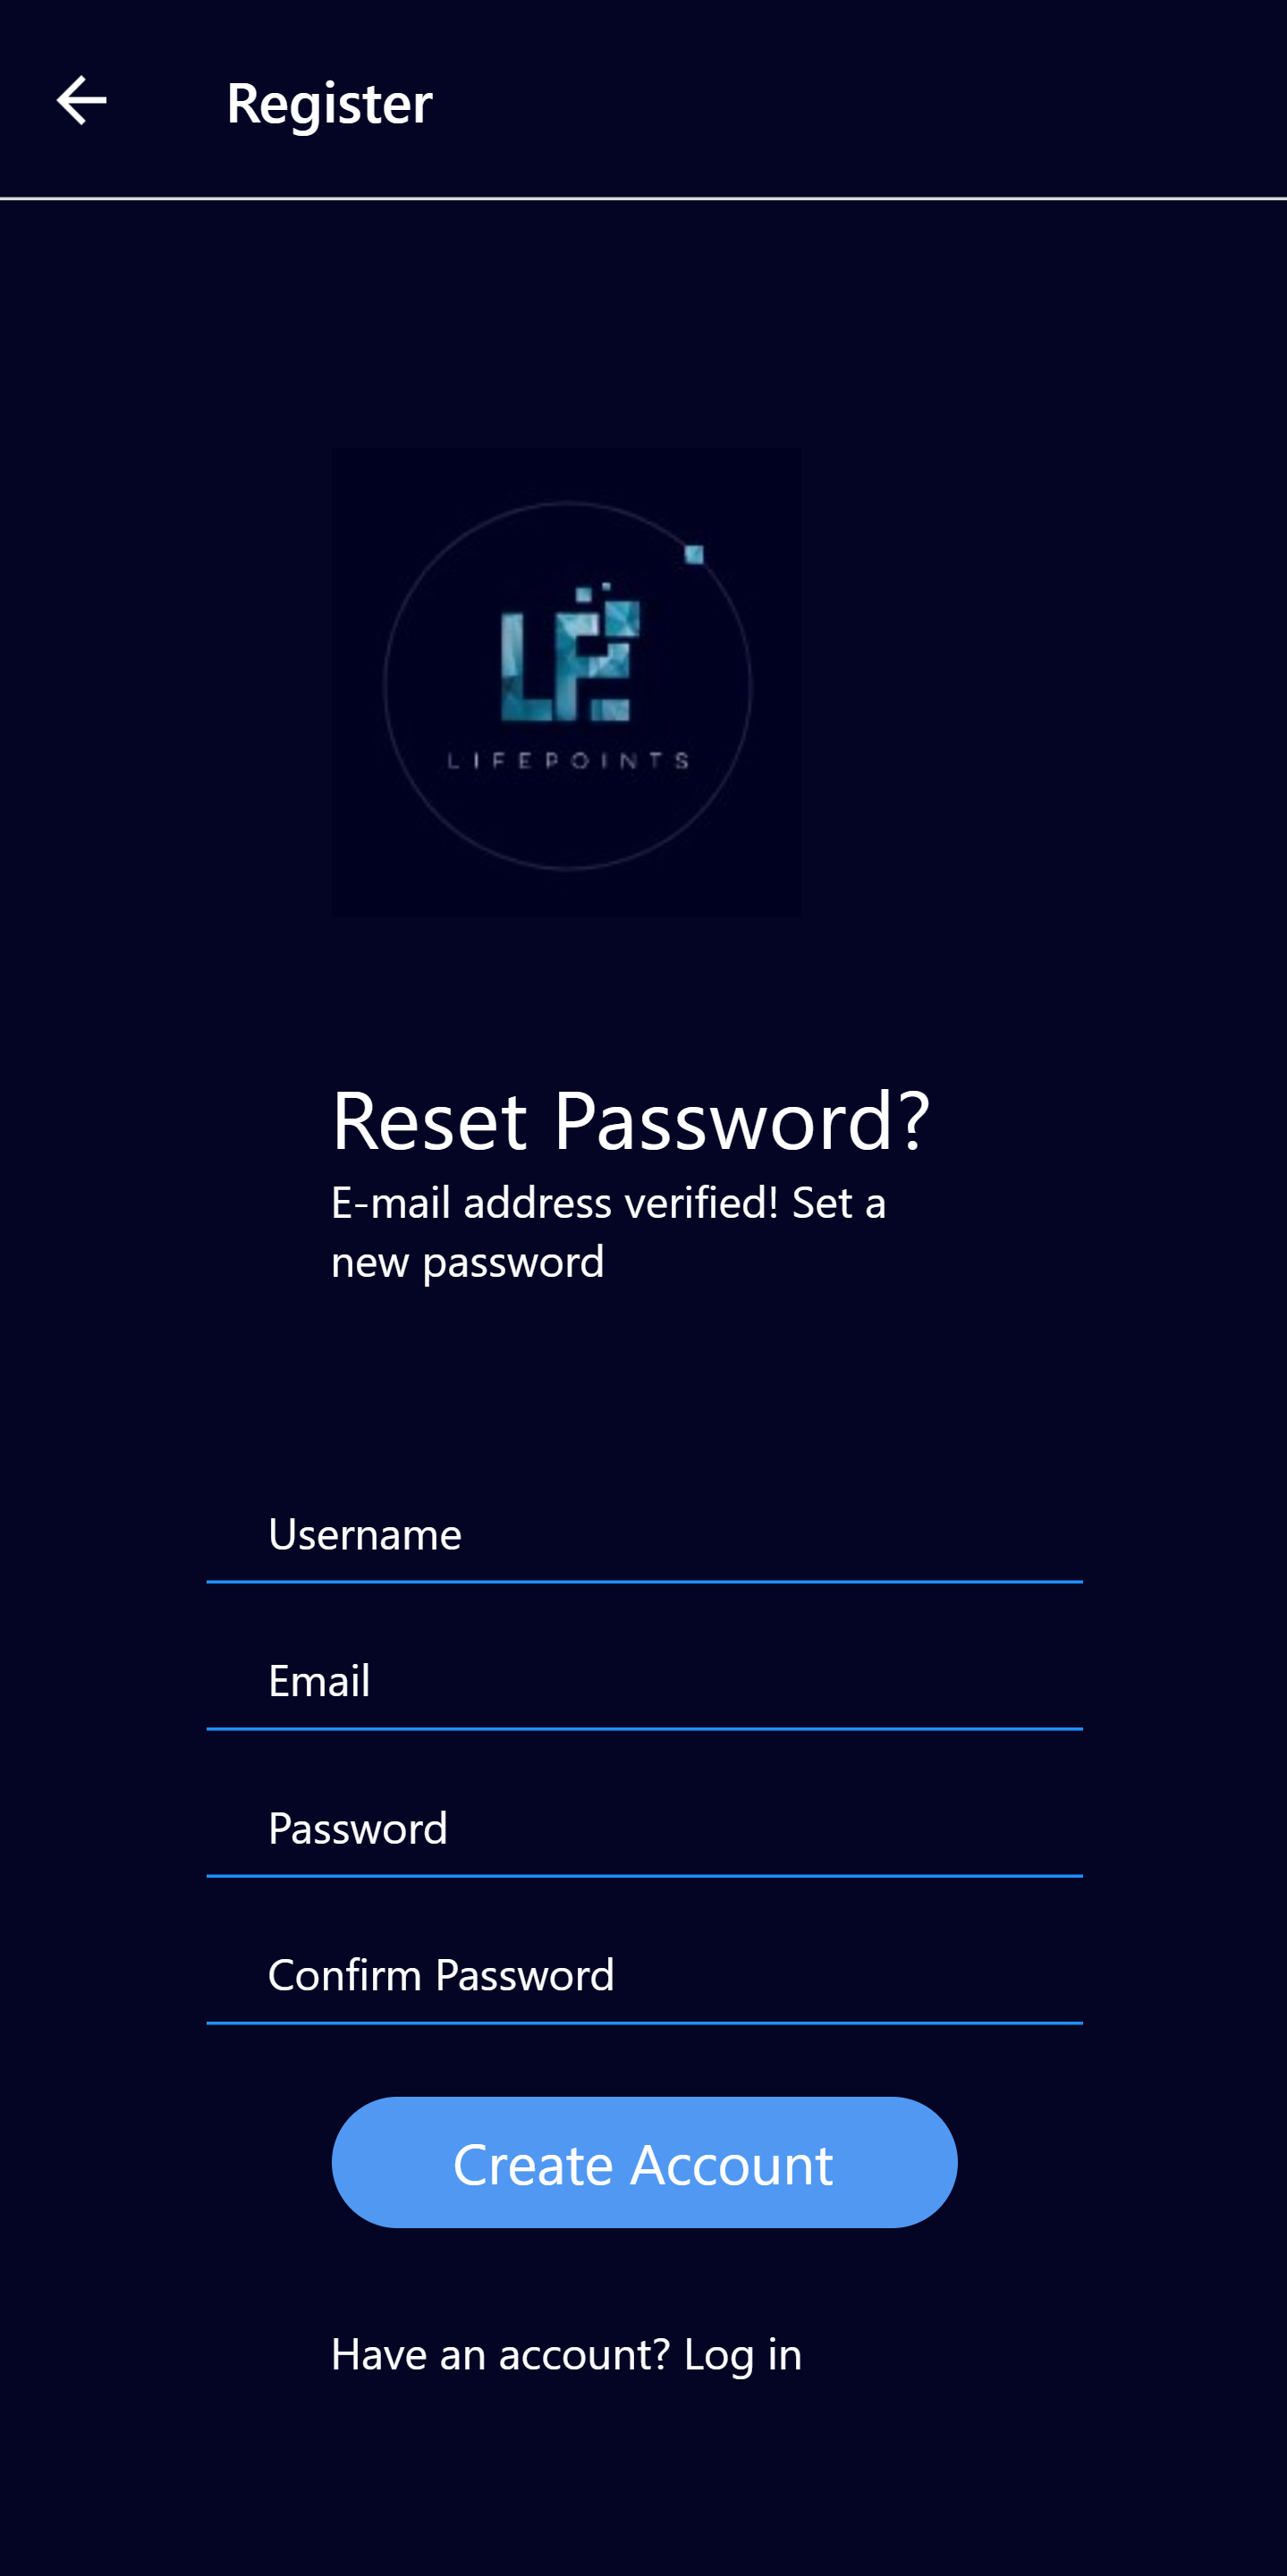 Register
LP
LIFEPOINTS
Reset Password?
E-mail address verified! Set a
new password
Username
Email
Password
Confirm Password
Create Account
Have an account? Log in